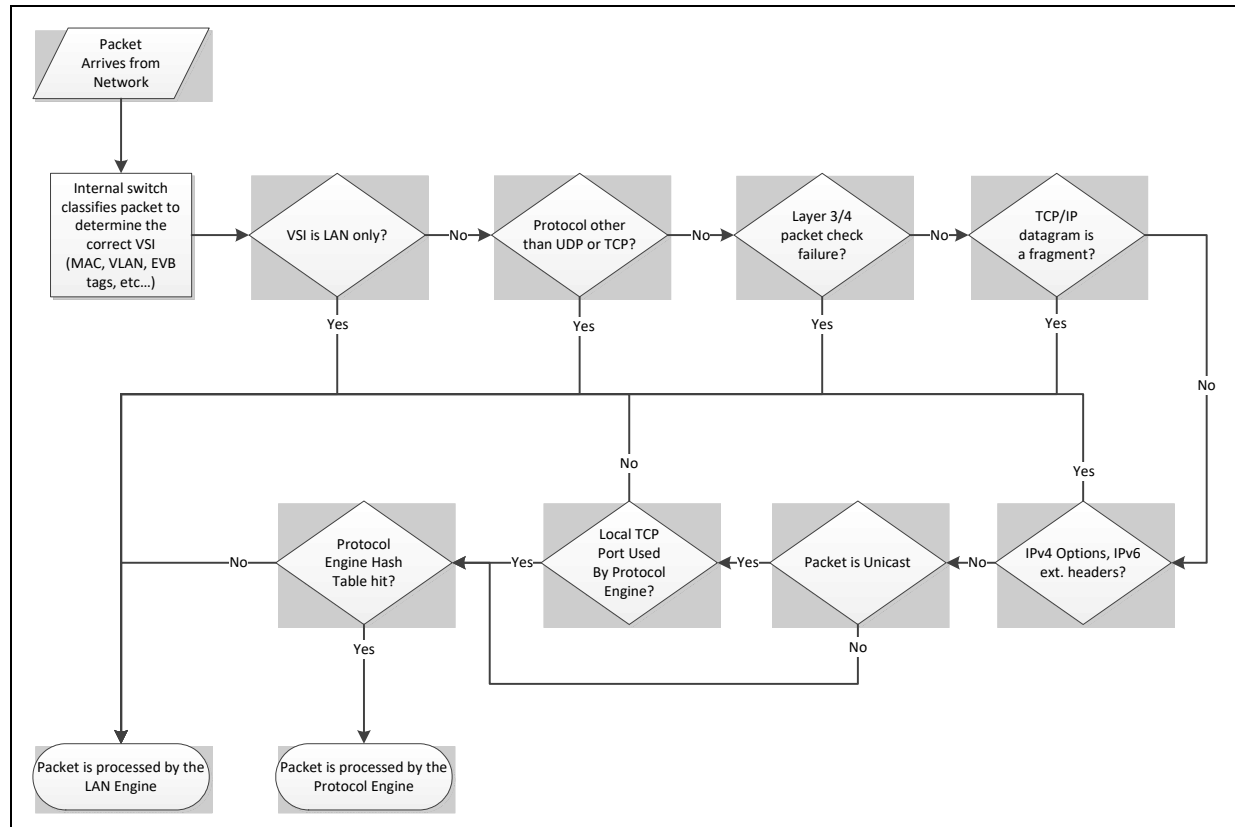 Packet
Arrives from
Network
Internal switch
classifies packet to
determine the
correct VSI
(MAC, VLAN, EVB
tags, etc…)
VSI is LAN only?
No
Protocol other
than UDP or TCP?
No
Layer 3/4
packet check
failure?
No
TCP/IP
datagram is
a fragment?
Yes
Yes
Yes
Yes
No
No
Yes
Protocol
Engine Hash
Table hit?
No
Yes
Local TCP
Port Used
By Protocol
Engine?
Yes
Packet is Unicast
No
IPv4 Options, IPv6
ext. headers?
Yes
No
Packet is processed by the
LAN Engine
Packet is processed by the
Protocol Engine